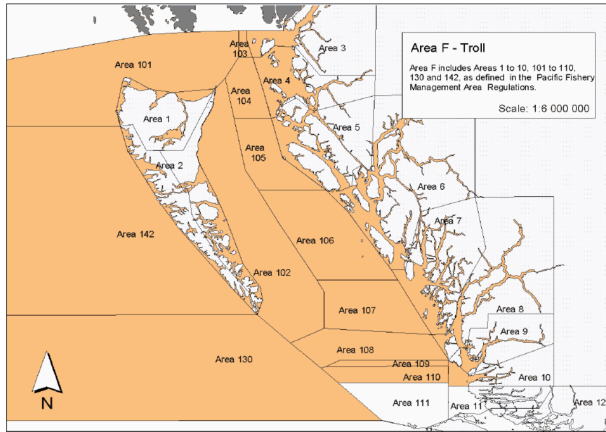 Area 3
Area F - Troll
Area F includes Areas 1 to 10, 101 to 110,
130 and 142, as defined in the Pacific Fishery
Management Area Regulations.
Scale: 1:6 000 000
Area
103
Area 101
Area 4
Area
104
Area 1
Area 5
Area
105
Area 2
Area 6
Area 7
Area 142
Area 106
Area 102
Area 107
Area 8
Area 9
Area 108
Area 130
Area 109
Area 110
Area 10
Area 111
Area 11
Area 12
N